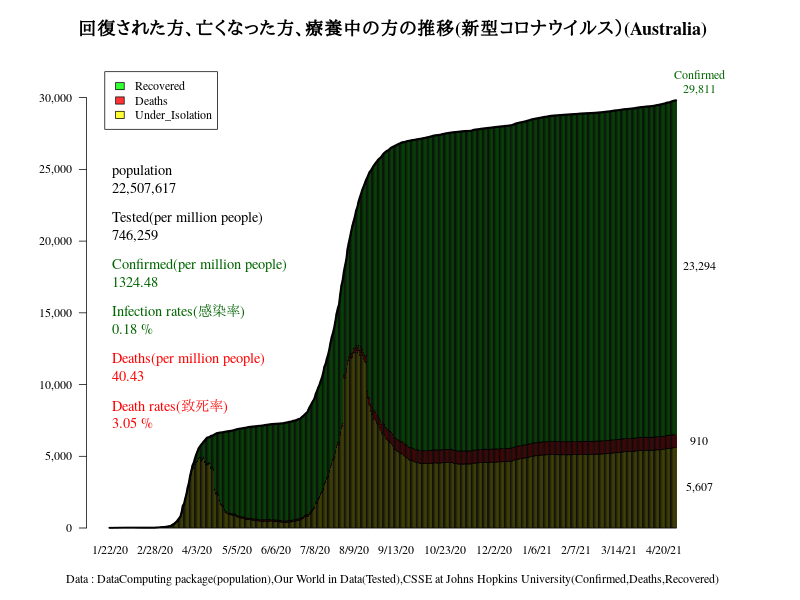 回復された方、亡くなった方、療養中の方の推移(新型コロナウイルス）(Australia)
Confirmed
29,811
Recovered
Deaths
Under_Isolation
30,000
25,000
20,000
15,000
10,000
5,000
0
population
22,507,617
Tested(per million people)
746,259
Confirmed(per million people)
1324.48
Infection rates(感染率)
0.18 %
Deaths(per million people)
40.43
Death rates(致死率)
3.05 %
23,294
910
5,607
1/22/20 2/28/20 4/3/20 5/5/20 6/6/20 7/8/20 8/9/20 9/13/20 10/23/20 12/2/20 1/6/21 2/7/21 3/14/21 4/20/21
Data : DataComputing package(population),Our World in Data(Tested),CSSE at Johns Hopkins University(Confirmed,Deaths,Recovered)